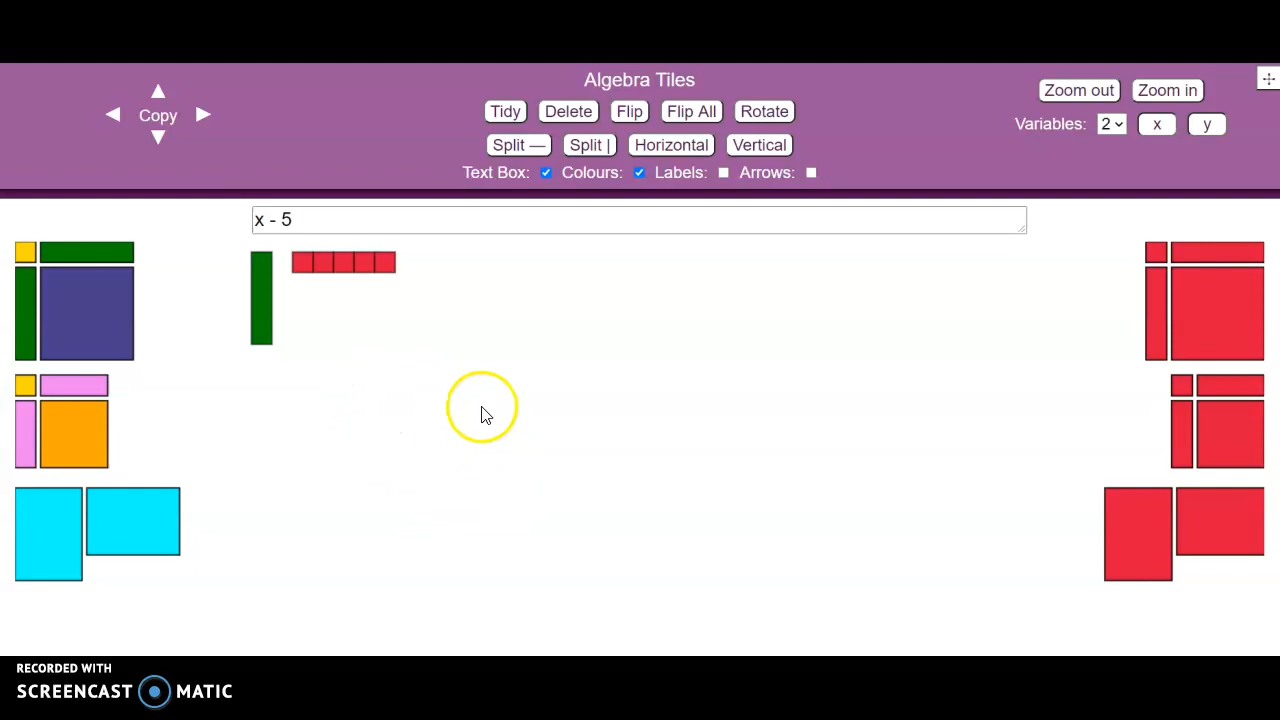 Algebra Tiles
Copy
Tidy Delete Flip Flip All Rotate
Split — Split | Horizontal Vertical
Text Box: Colours: Labels: Arrows:
Zoom out Zoom in
Variables: 2 x y
x - 5
RECORDED WITH
SCREENCAST MATIC